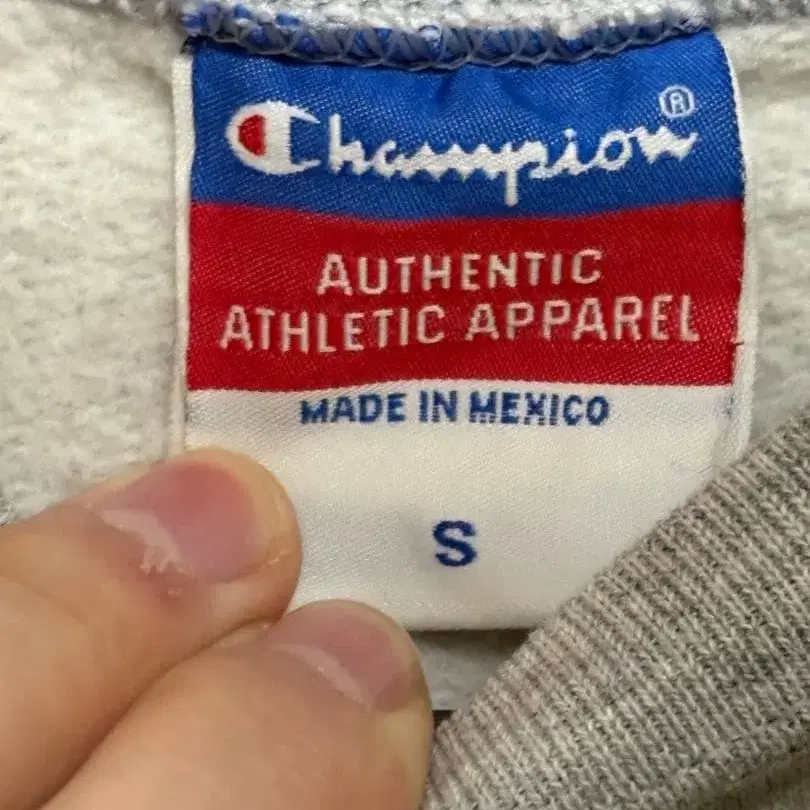 Champion®
AUTHENTIC
ATHLETIC APPAREL
MADE IN MEXICO
S